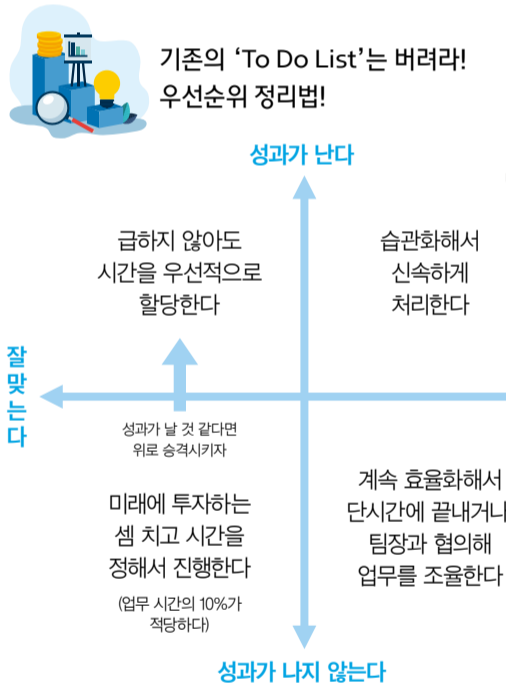 기존의 ‘To Do List’는 버려라!
우선순위 정리법!
성과가 난다
급하지 않아도
시간을 우선적으로
할당한다
습관화해서
신속하게
처리한다
잘
맞
는
다
성과가 날 것 같다면
위로 승격시키자
미래에 투자하는
셈 치고 시간을
정해서 진행한다
(업무 시간의 10%가
적당하다)
계속 효율화해서
단시간에 끝내거나
팀장과 협의해
업무를 조율한다
성과가 나지 않는다